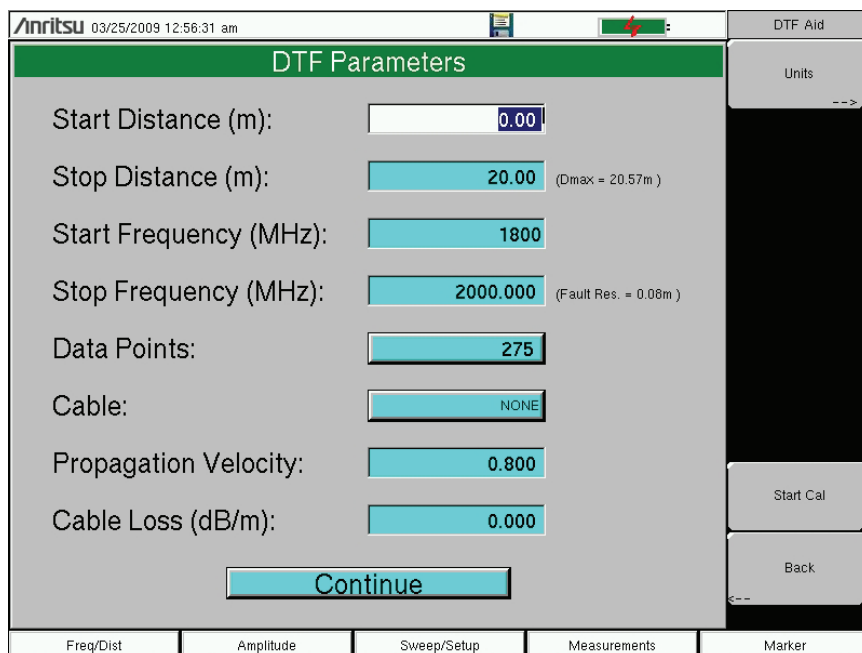 Anritsu 03/25/2009 12:56:31 am
DTF Parameters
Start Distance (m): 0.00
Stop Distance (m): 20.00 (Dmax = 20.57m )
Start Frequency (MHz): 1800
Stop Frequency (MHz): 2000.000 (Fault Res. = 0.08m )
Data Points: 275
Cable: NONE
Propagation Velocity: 0.800
Cable Loss (dB/m): 0.000
Continue
DTF Aid
Units
-->
Start Cal
Back
<--
Freq/Dist Amplitude Sweep/Setup Measurements Marker